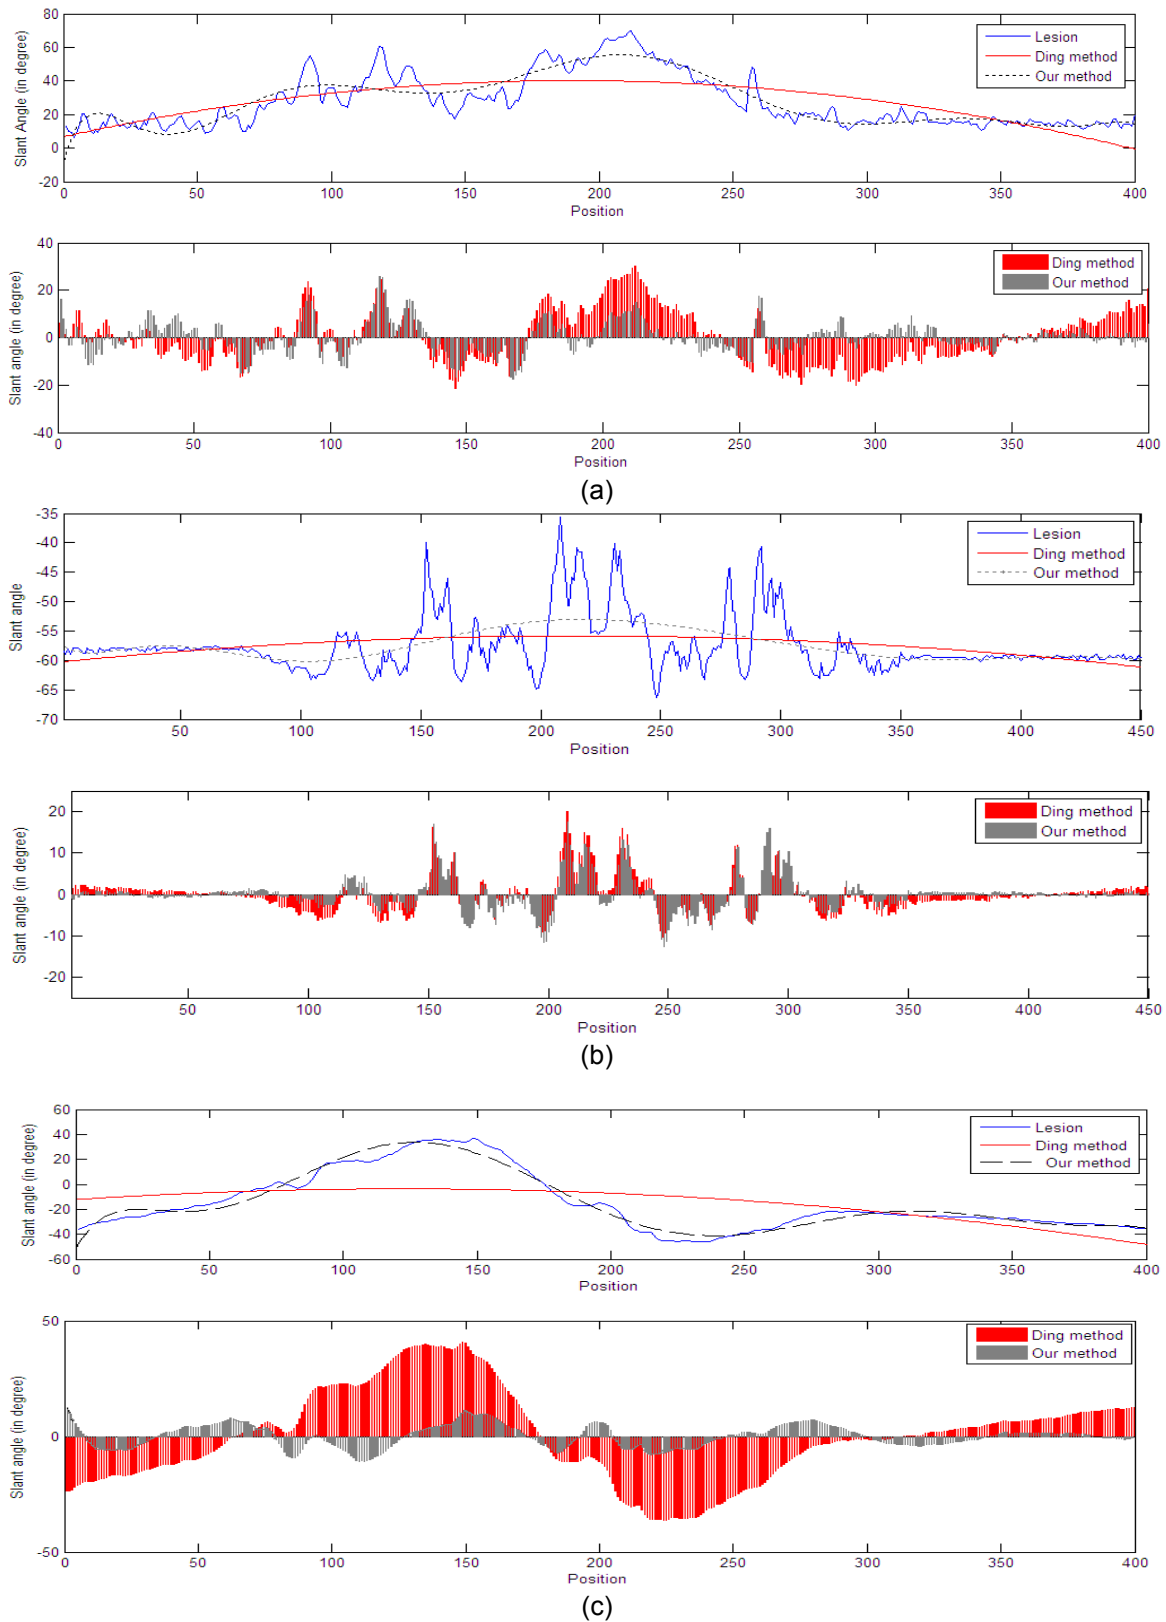 80
60
40
20
0
-20
Slant Angle (in degree)
Lesion
Ding method
Our method
0 50 100 150 200 250 300 350 400
Position
40
20
0
-20
-40
Slant angle (in degree)
Ding method
Our method
0 50 100 150 200 250 300 350 400
Position
(a)
-35
-40
-45
-50
-55
-60
-65
-70
Slant angle
Lesion
Ding method
Our method
50 100 150 200 250 300 350 400 450
Position
20
10
0
-10
-20
Slant angle (in degree)
Ding method
Our method
50 100 150 200 250 300 350 400 450
Position
(b)
60
40
20
0
-20
-40
-60
Slant angle (in degree)
Lesion
Ding method
Our method
0 50 100 150 200 250 300 350 400
Position
50
0
-50
Slant angle (in degree)
Ding method
Our method
0 50 100 150 200 250 300 350 400
Position
(c)